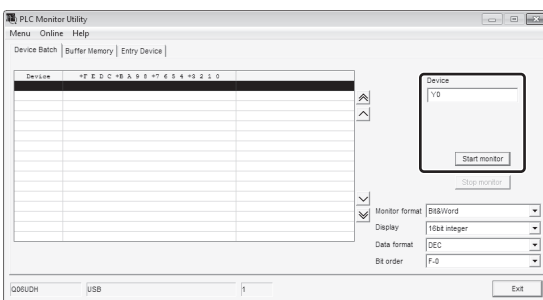 PLC Monitor Utility
Menu Online Help
Device Batch Buffer Memory Entry Device
Device +F E D C +B A 9 8 +7 6 5 4 +3 2 1 0
Device
Y0
Start monitor
Stop monitor
Monitor format Bit&Word
Display 16bit integer
Data format DEC
Bit order F-0
Q06UDH USB 1 Exit